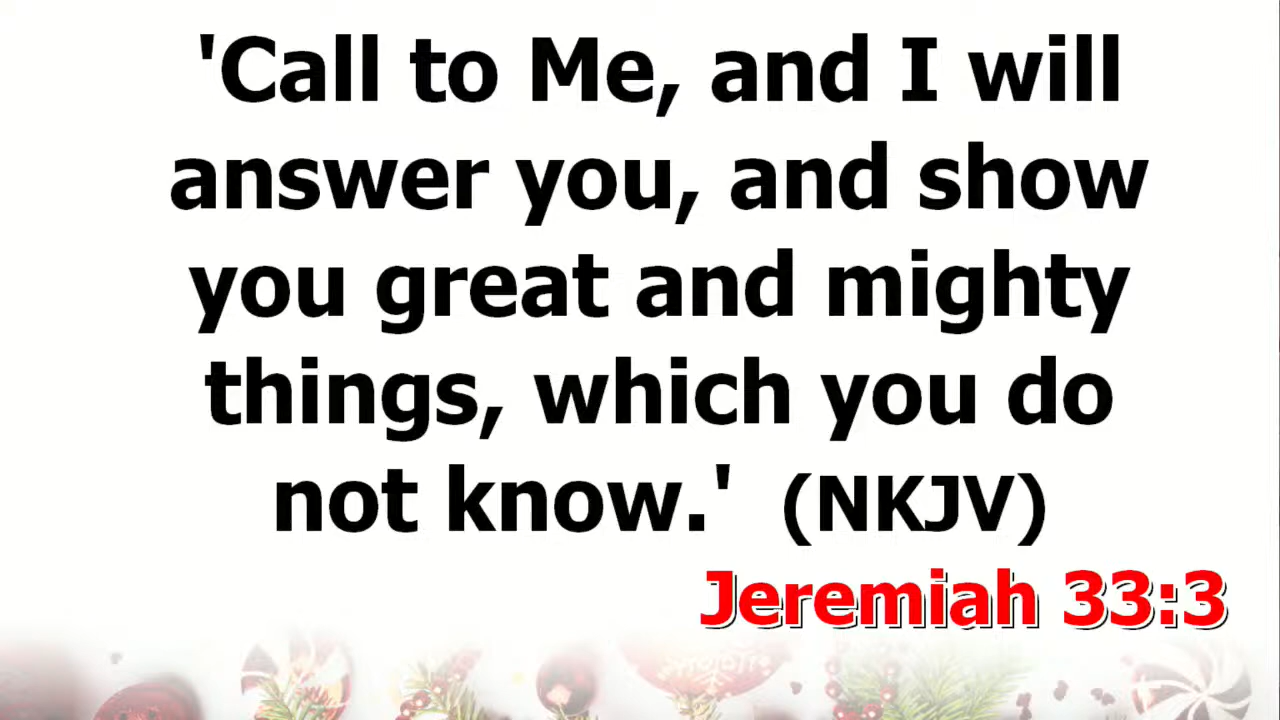 'Call to Me, and I will
answer you, and show
you great and mighty
things, which you do
not know.' (NKJV)
Jeremiah 33:3